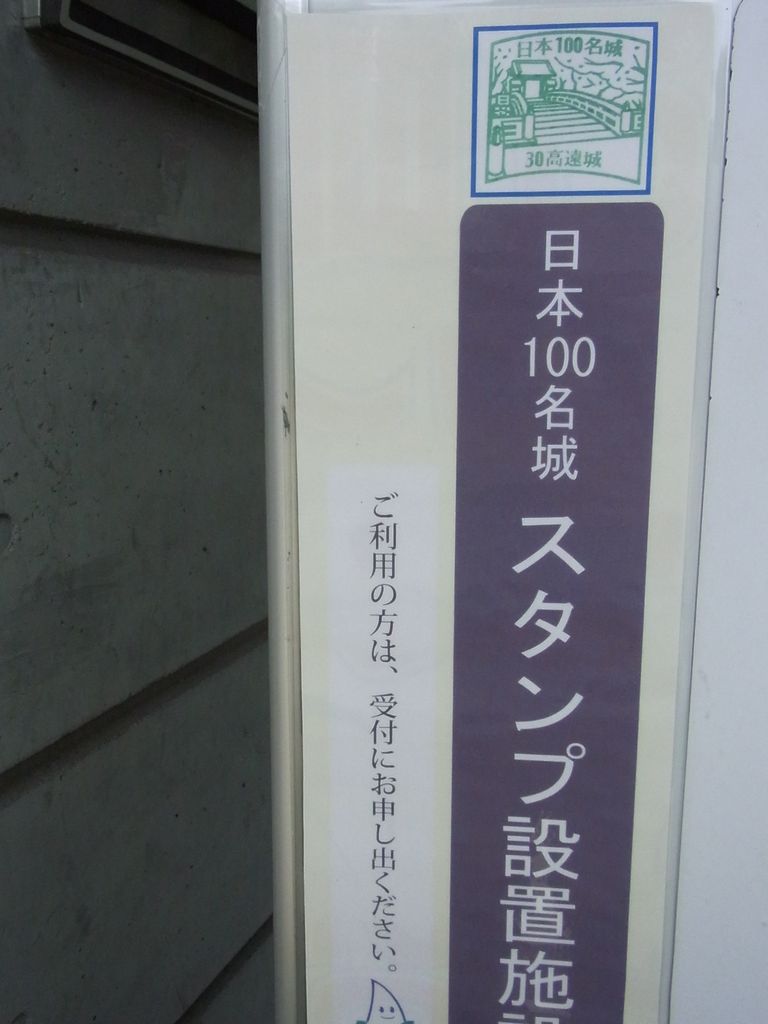 日本100名城
30高遠城
日本100名城 スタンプ設置施設
ご利用の方は、受付にお申し出ください。